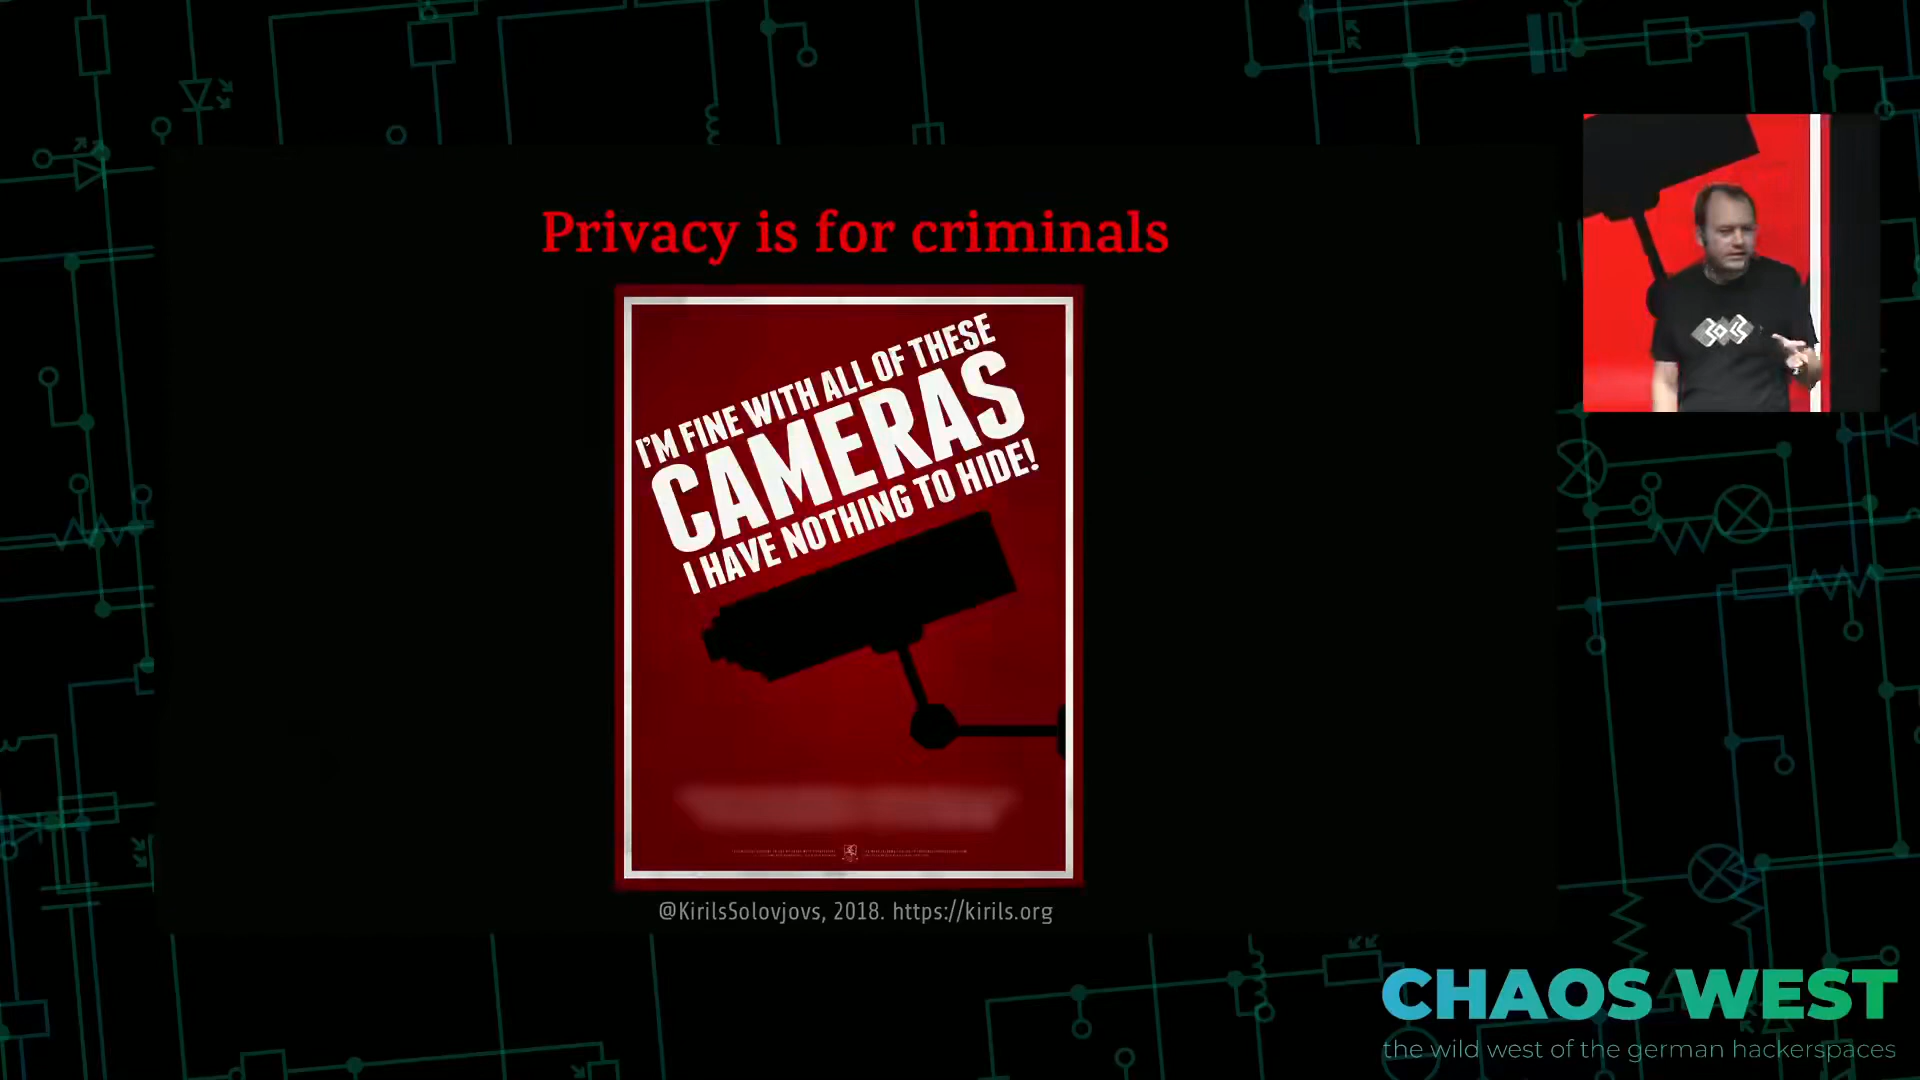 Privacy is for criminals
I'M FINE WITH ALL OF THESE
CAMERAS
I HAVE NOTHING TO HIDE!
@KirilsSolovjovs, 2018. https://kirils.org
CHAOS WEST
the wild west of the german hackerspaces